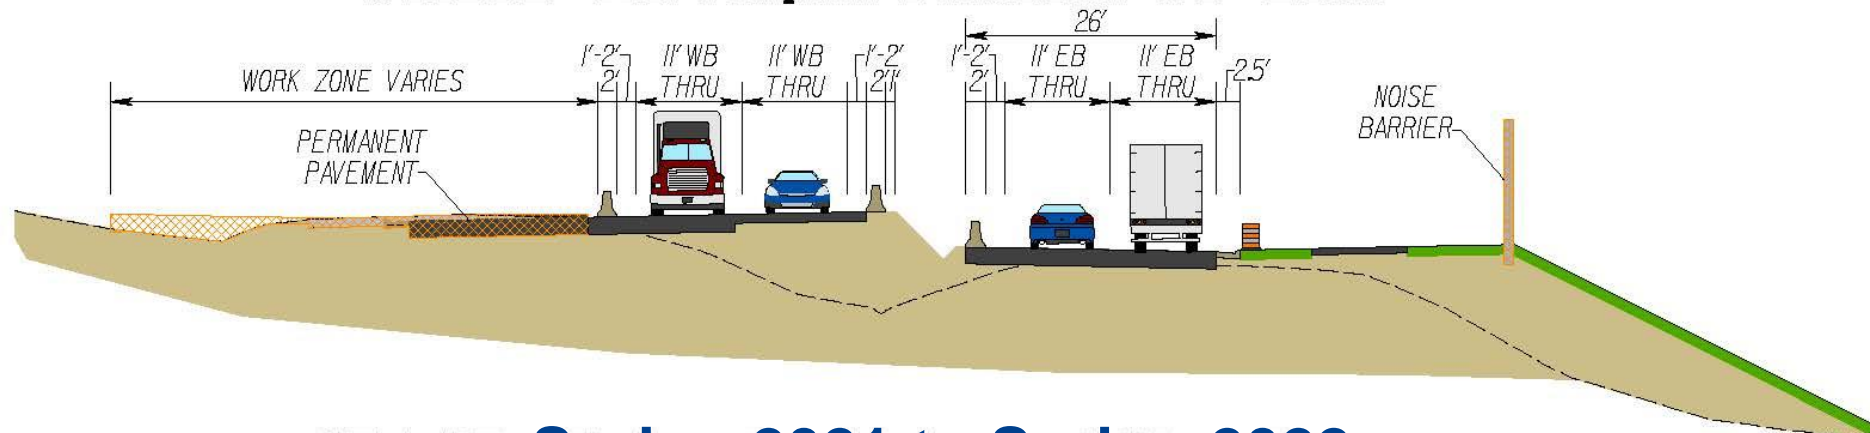 26'
1'-2'
2'
11' WB
THRU
11' WB
THRU
1'-2'
2'1'
1'-2'
2'
11' EB
THRU
11' EB
THRU
2.5'
WORK ZONE VARIES
NOISE
BARRIER
PERMANENT
PAVEMENT